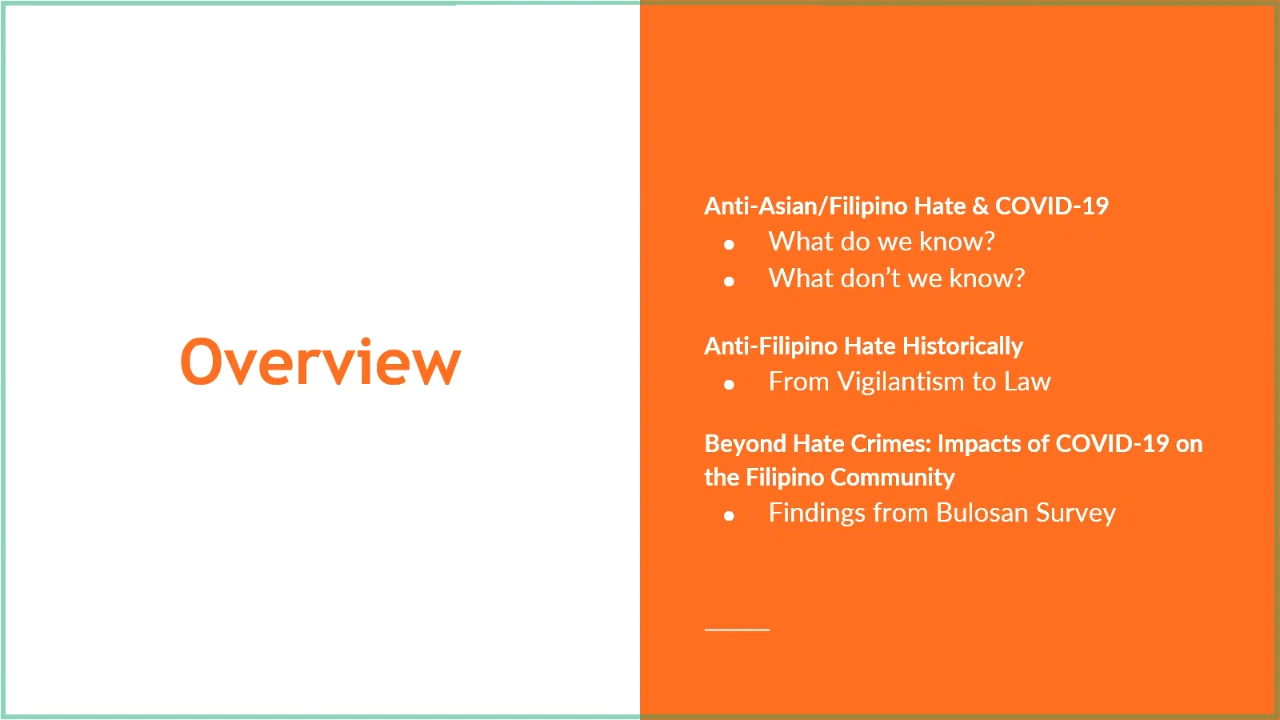 Overview
Anti-Asian/Filipino Hate & COVID-19
● What do we know?
● What don’t we know?
Anti-Filipino Hate Historically
● From Vigilantism to Law
Beyond Hate Crimes: Impacts of COVID-19 on
the Filipino Community
● Findings from Bulosan Survey